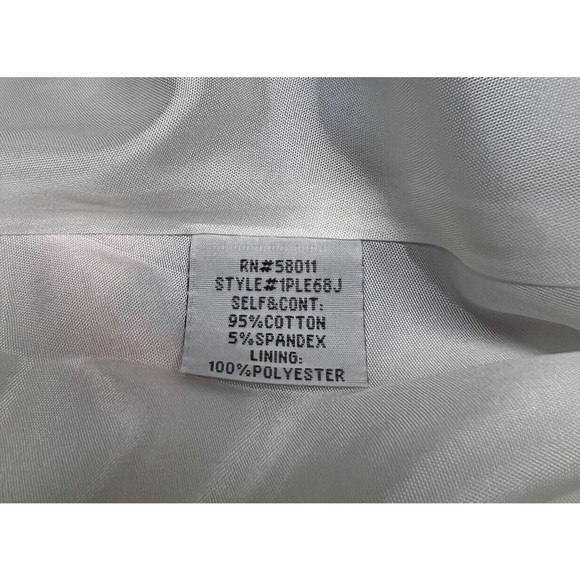 RN#58011
STYLE#1PLE68J
SELF&CONT:
95%COTTON
5%SPANDEX
LINING:
100%POLYESTER